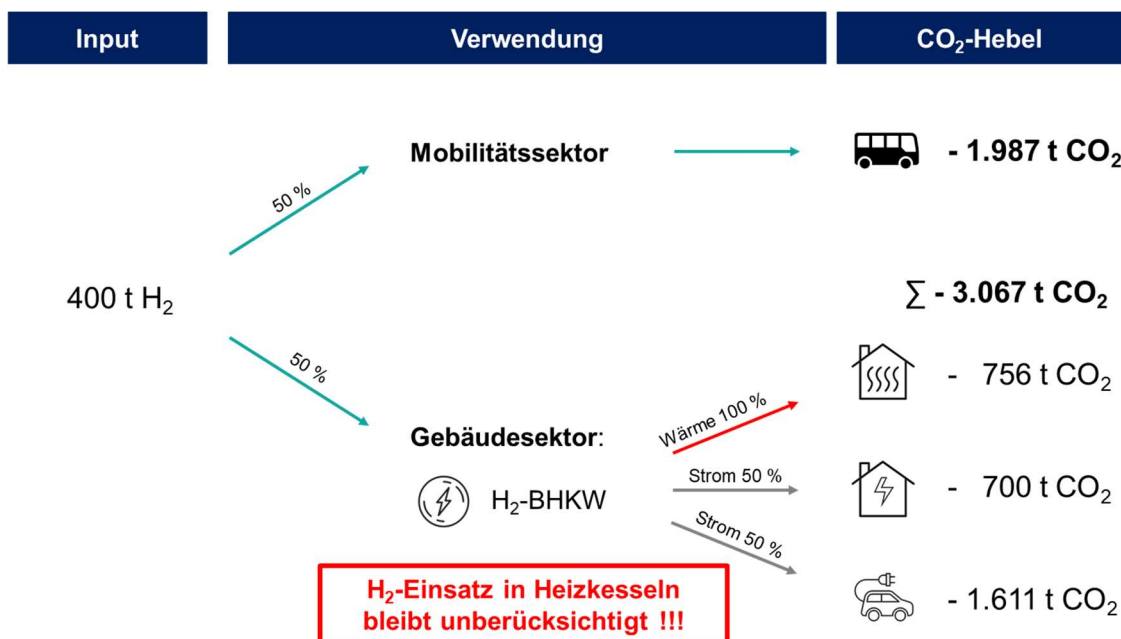 Input
Verwendung
CO₂-Hebel
Mobilitätssektor
- 1.987 t CO₂
50 %
400 t H₂
∑ - 3.067 t CO₂
50 %
- 756 t CO₂
Wärme 100 %
Gebäudesektor:
Strom 50 %
H₂-BHKW
- 700 t CO₂
Strom 50 %
H₂-Einsatz in Heizkesseln
bleibt unberücksichtigt !!!
- 1.611 t CO₂